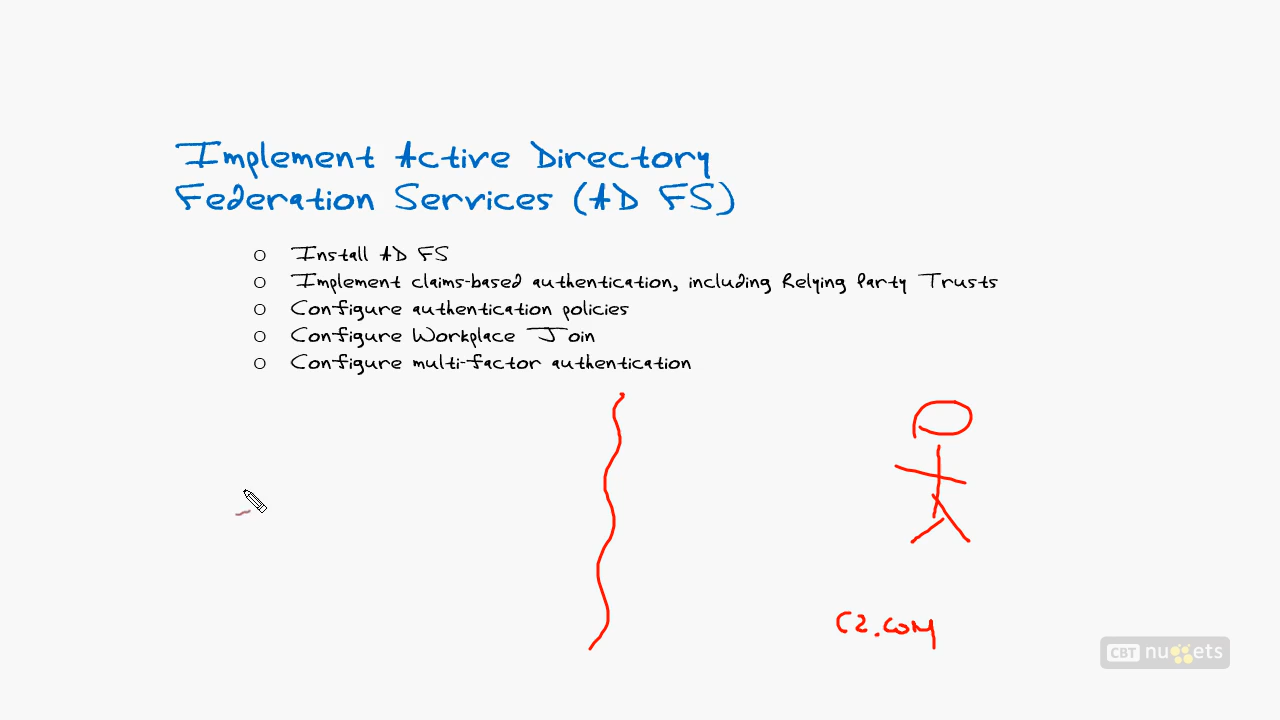 Implement Active Directory
Federation Services (AD FS)
Install AD FS
Implement claims-based authentication, including Relying Party Trusts
Configure authentication policies
Configure Workplace Join
Configure multi-factor authentication
C2.com
CBT nuggets